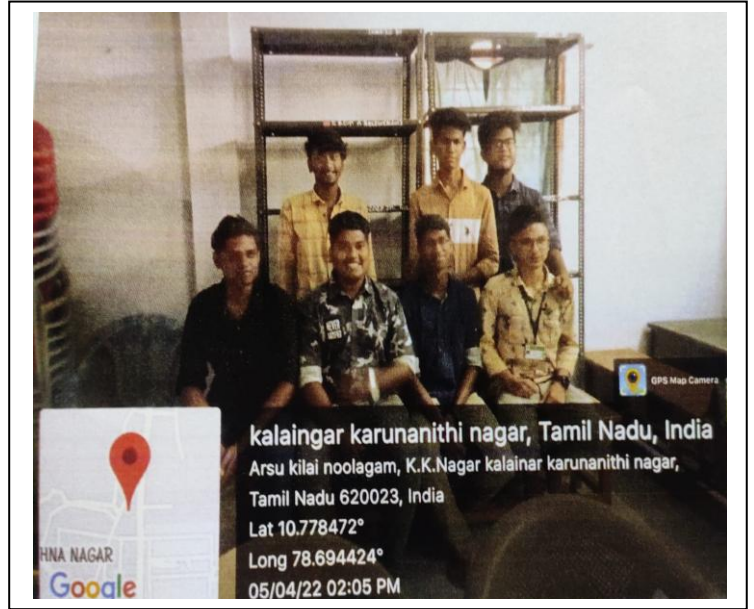 GPS Map Camera
kalaingar karunanithi nagar, Tamil Nadu, India
Arsu kilai noolagam, K.K.Nagar kalainar karunanithi nagar,
Tamil Nadu 620023, India
Lat 10.778472°
Long 78.694424°
05/04/22 02:05 PM
HNA NAGAR
Google